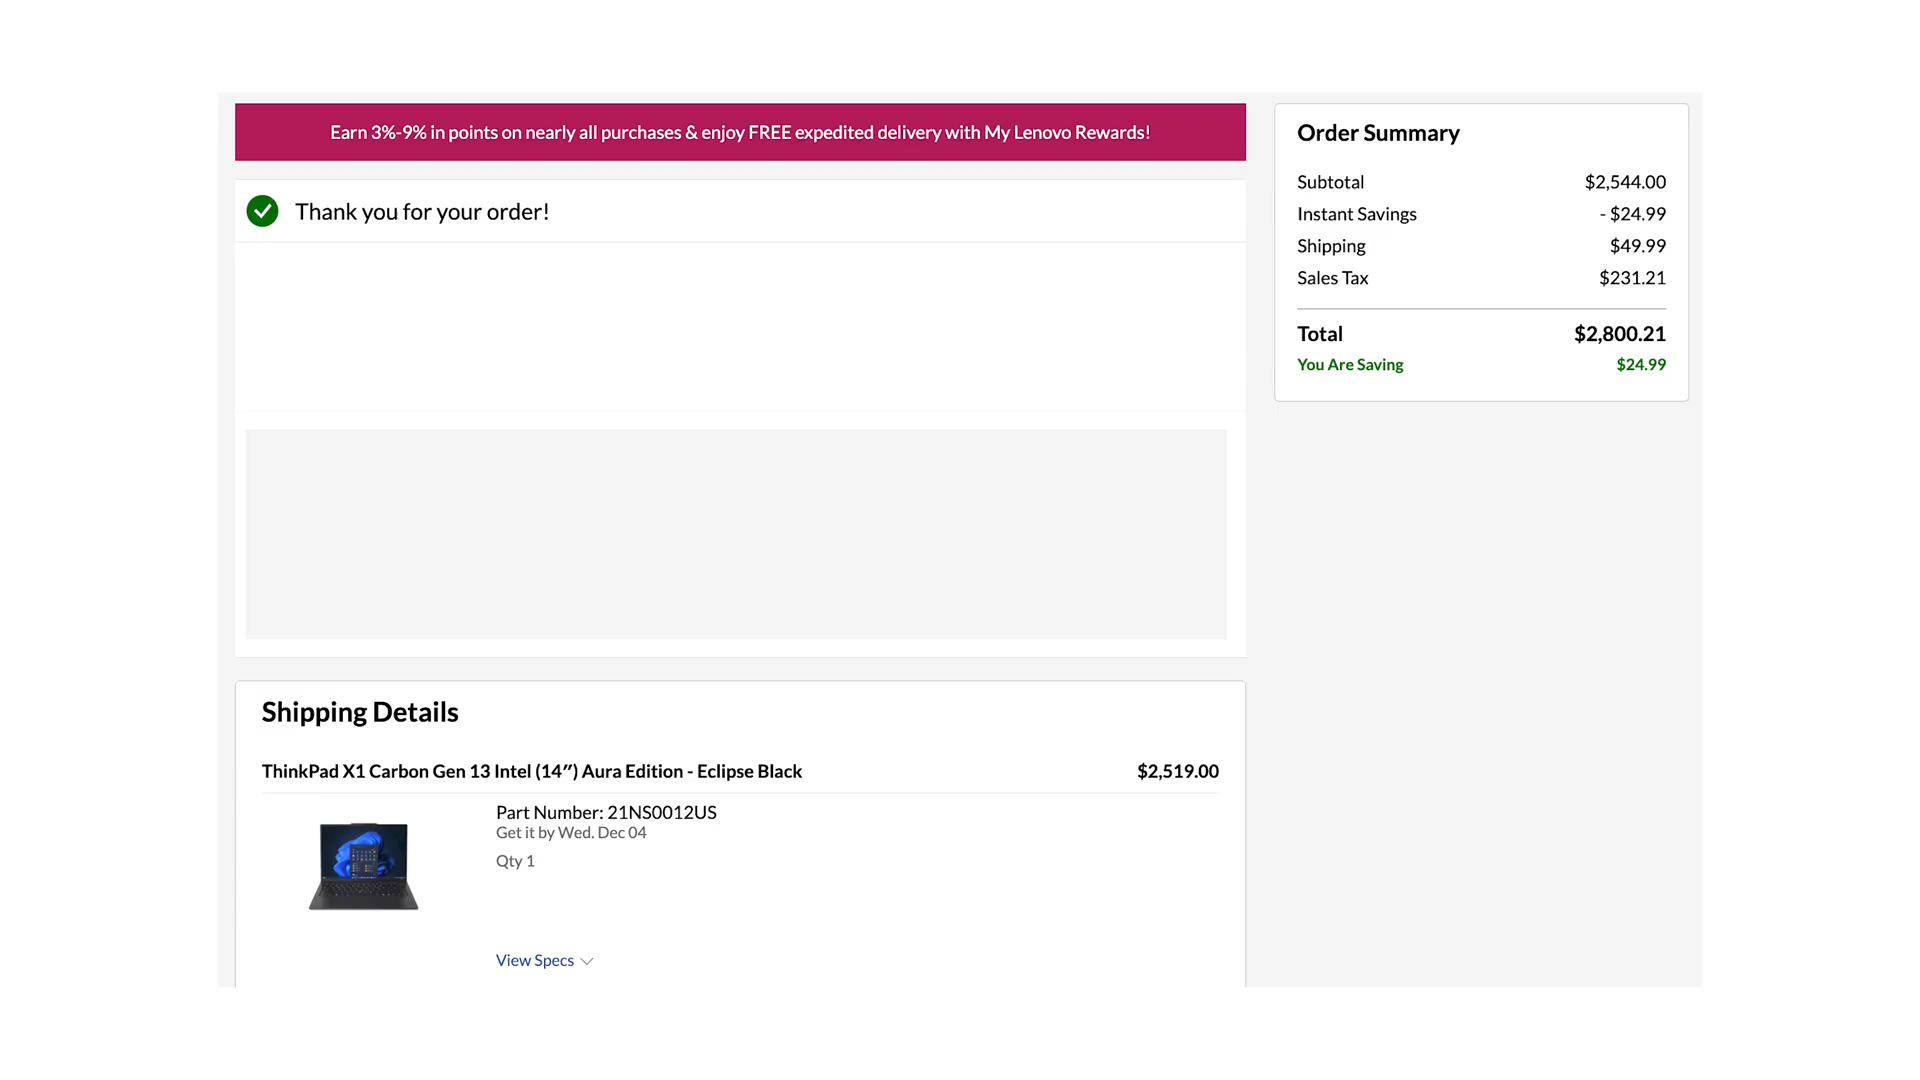 Earn 3%-9% in points on nearly all purchases & enjoy FREE expedited delivery with My Lenovo Rewards!
Thank you for your order!
Order Summary
Subtotal $2,544.00
Instant Savings - $24.99
Shipping $49.99
Sales Tax $231.21
Total $2,800.21
You Are Saving $24.99
Shipping Details
ThinkPad X1 Carbon Gen 13 Intel (14″) Aura Edition - Eclipse Black $2,519.00
Part Number: 21NS0012US
Get it by Wed. Dec 04
Qty 1
View Specs